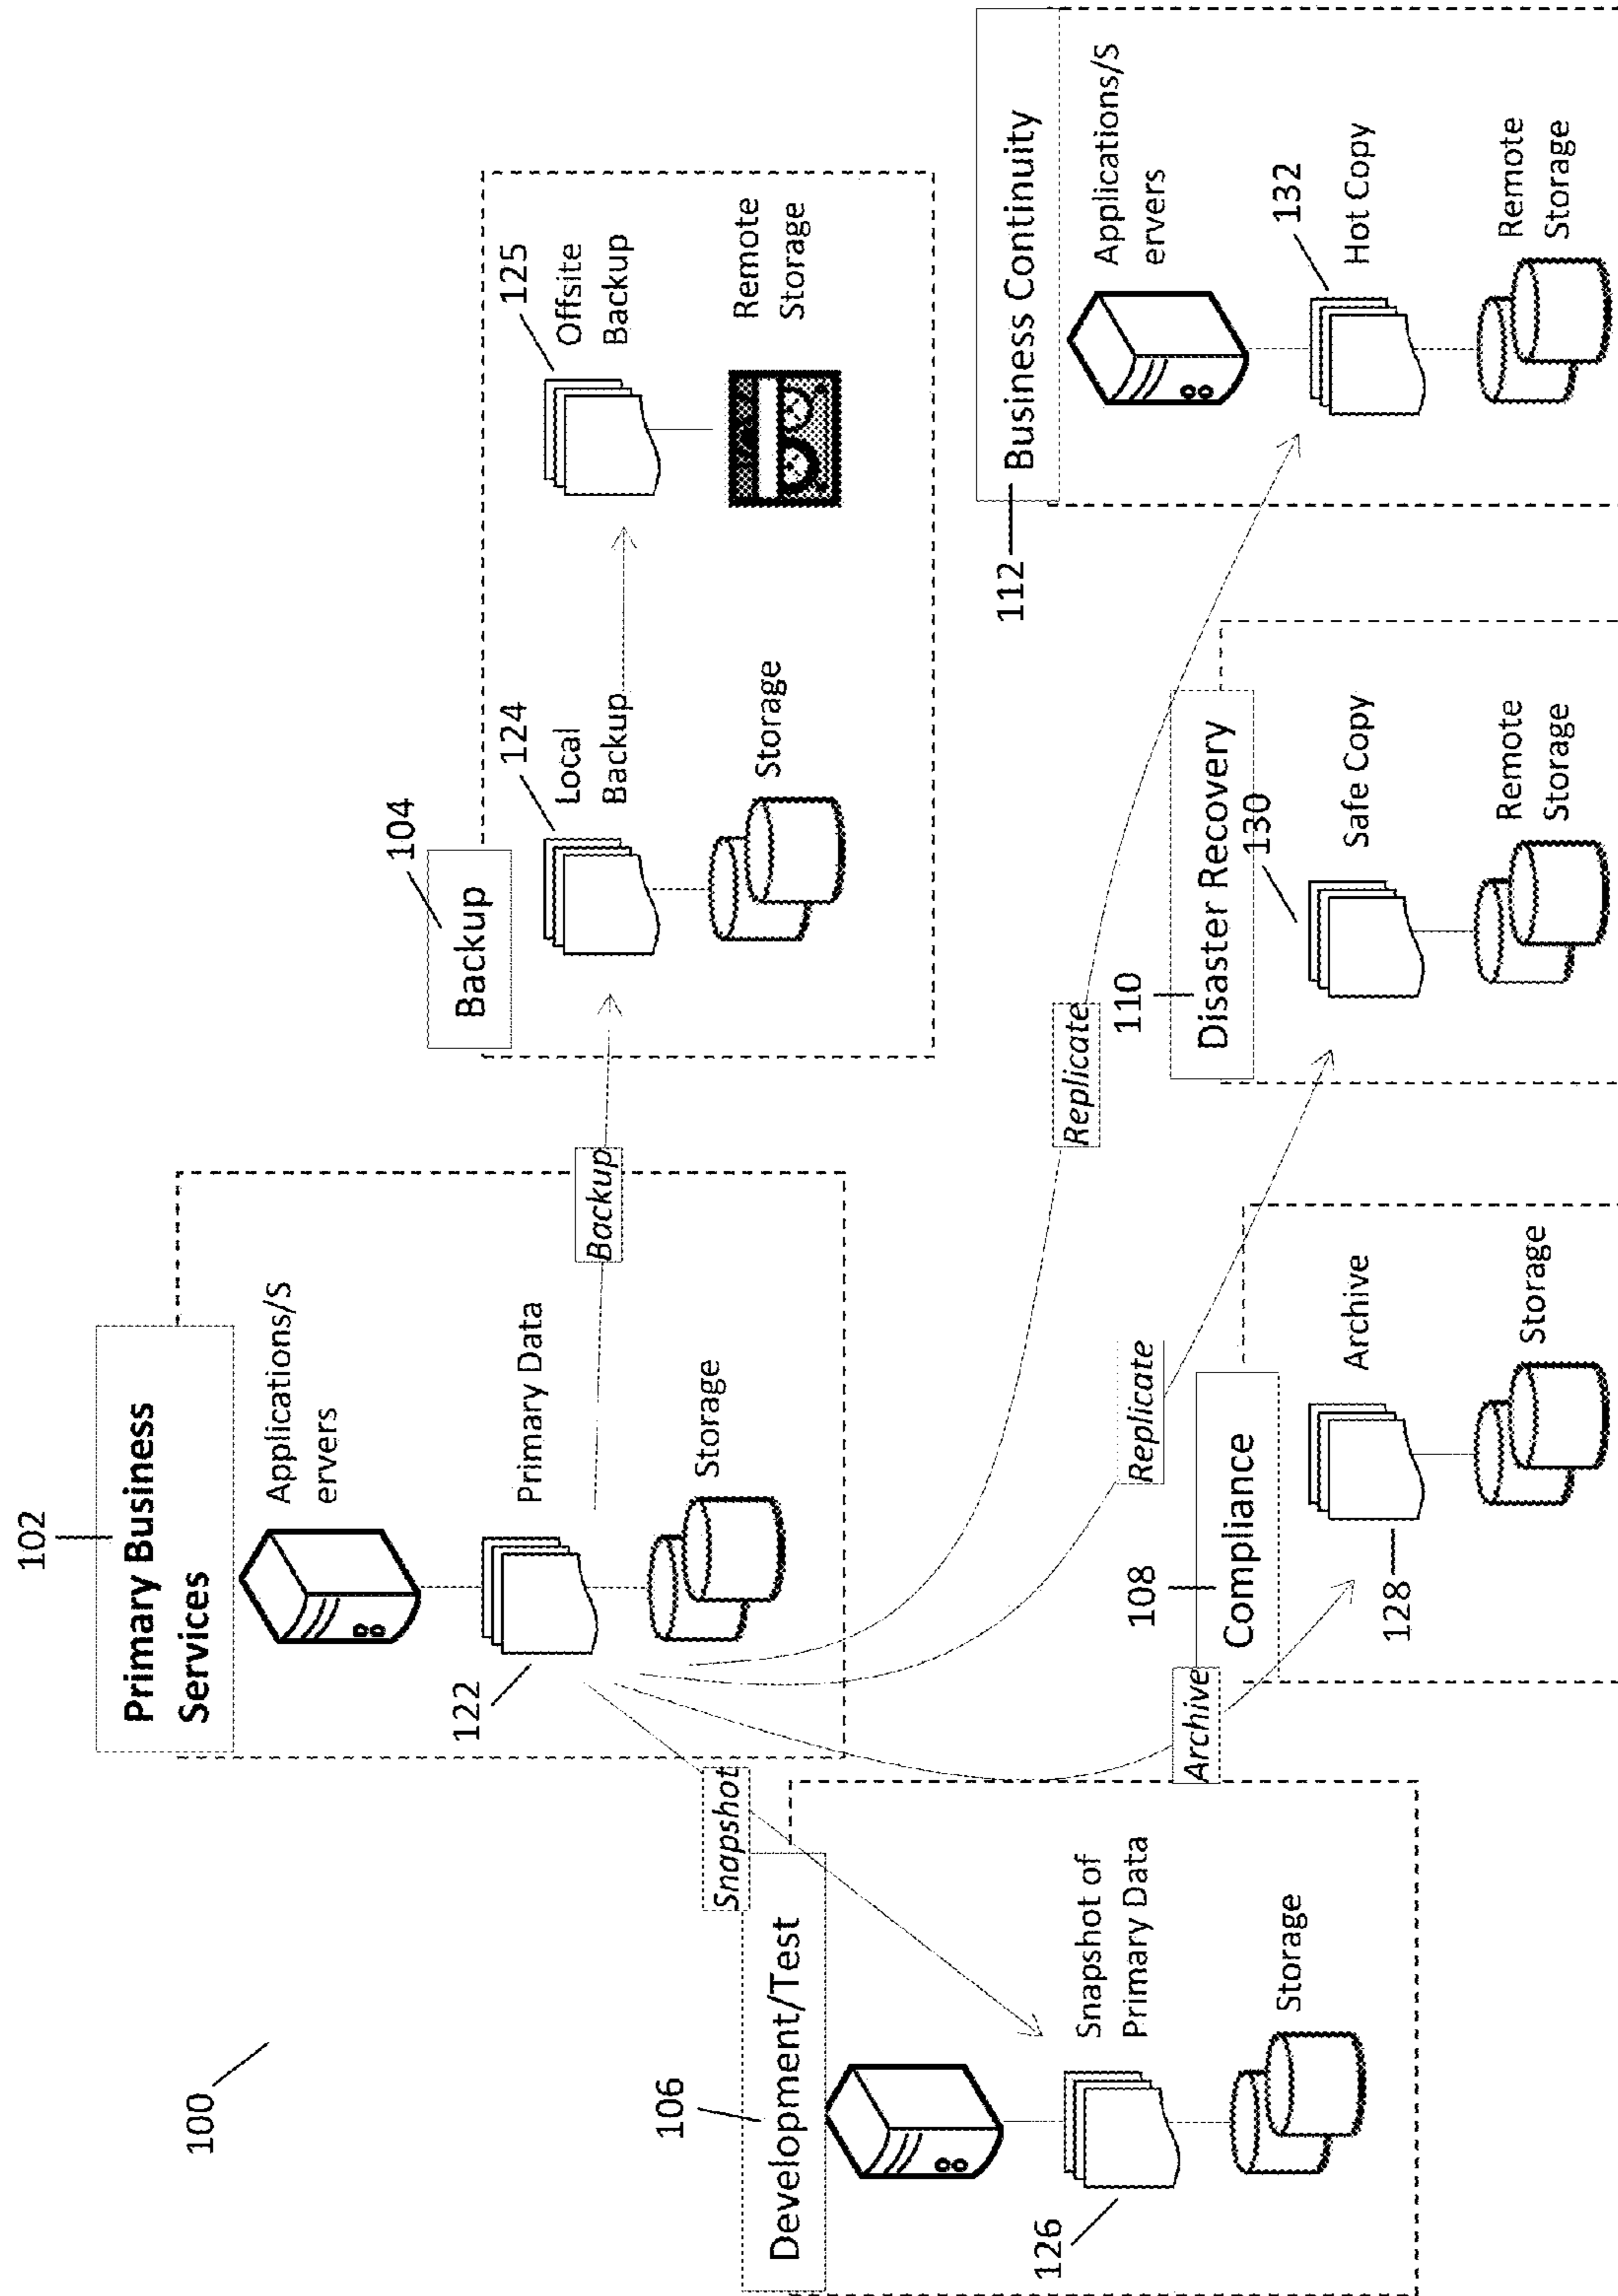 100
102
Primary Business
Services
Applications/S
ervers
122
Primary Data
Storage
Backup
104
Backup
124
Local
Backup
Storage
125
Offsite
Backup
Remote
Storage
Snapshot
106
Development/Test
126
Snapshot of
Primary Data
Storage
Archive
108
Compliance
128
Archive
Storage
Replicate
110
Disaster Recovery
130
Safe Copy
Remote
Storage
Replicate
112
Business Continuity
Applications/S
ervers
132
Hot Copy
Remote
Storage